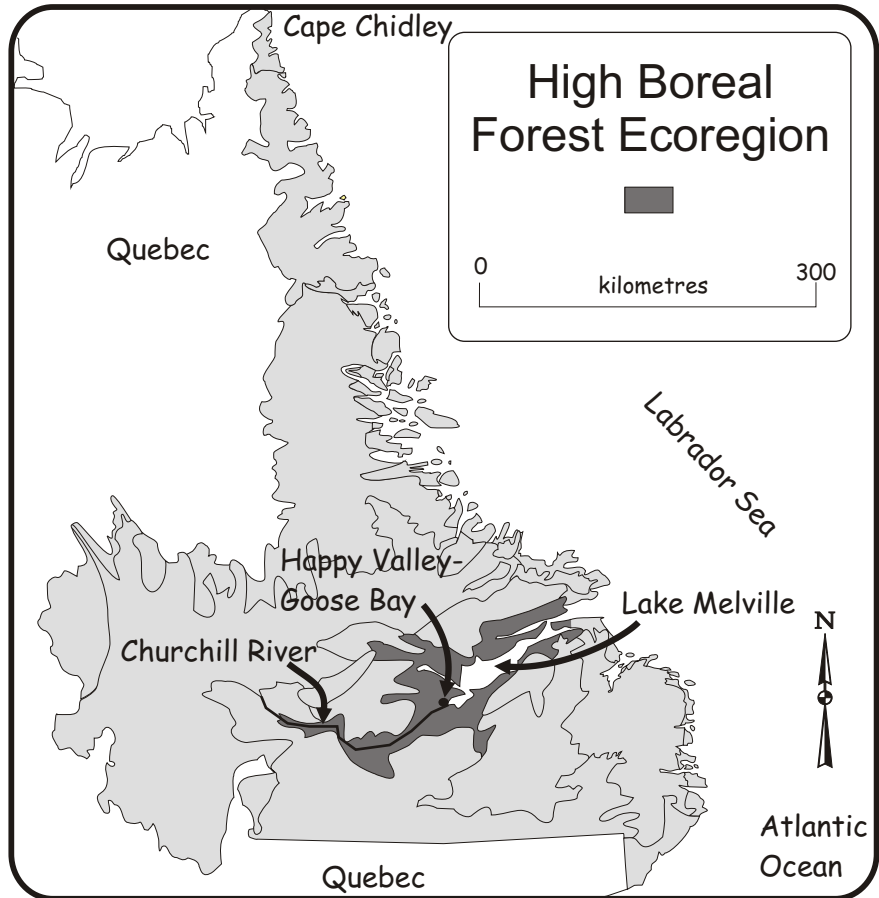 Cape Chidley
High Boreal
Forest Ecoregion
0
300
kilometres
Quebec
Labrador Sea
Happy Valley-
Goose Bay
Lake Melville
Churchill River
N
Atlantic
Ocean
Quebec